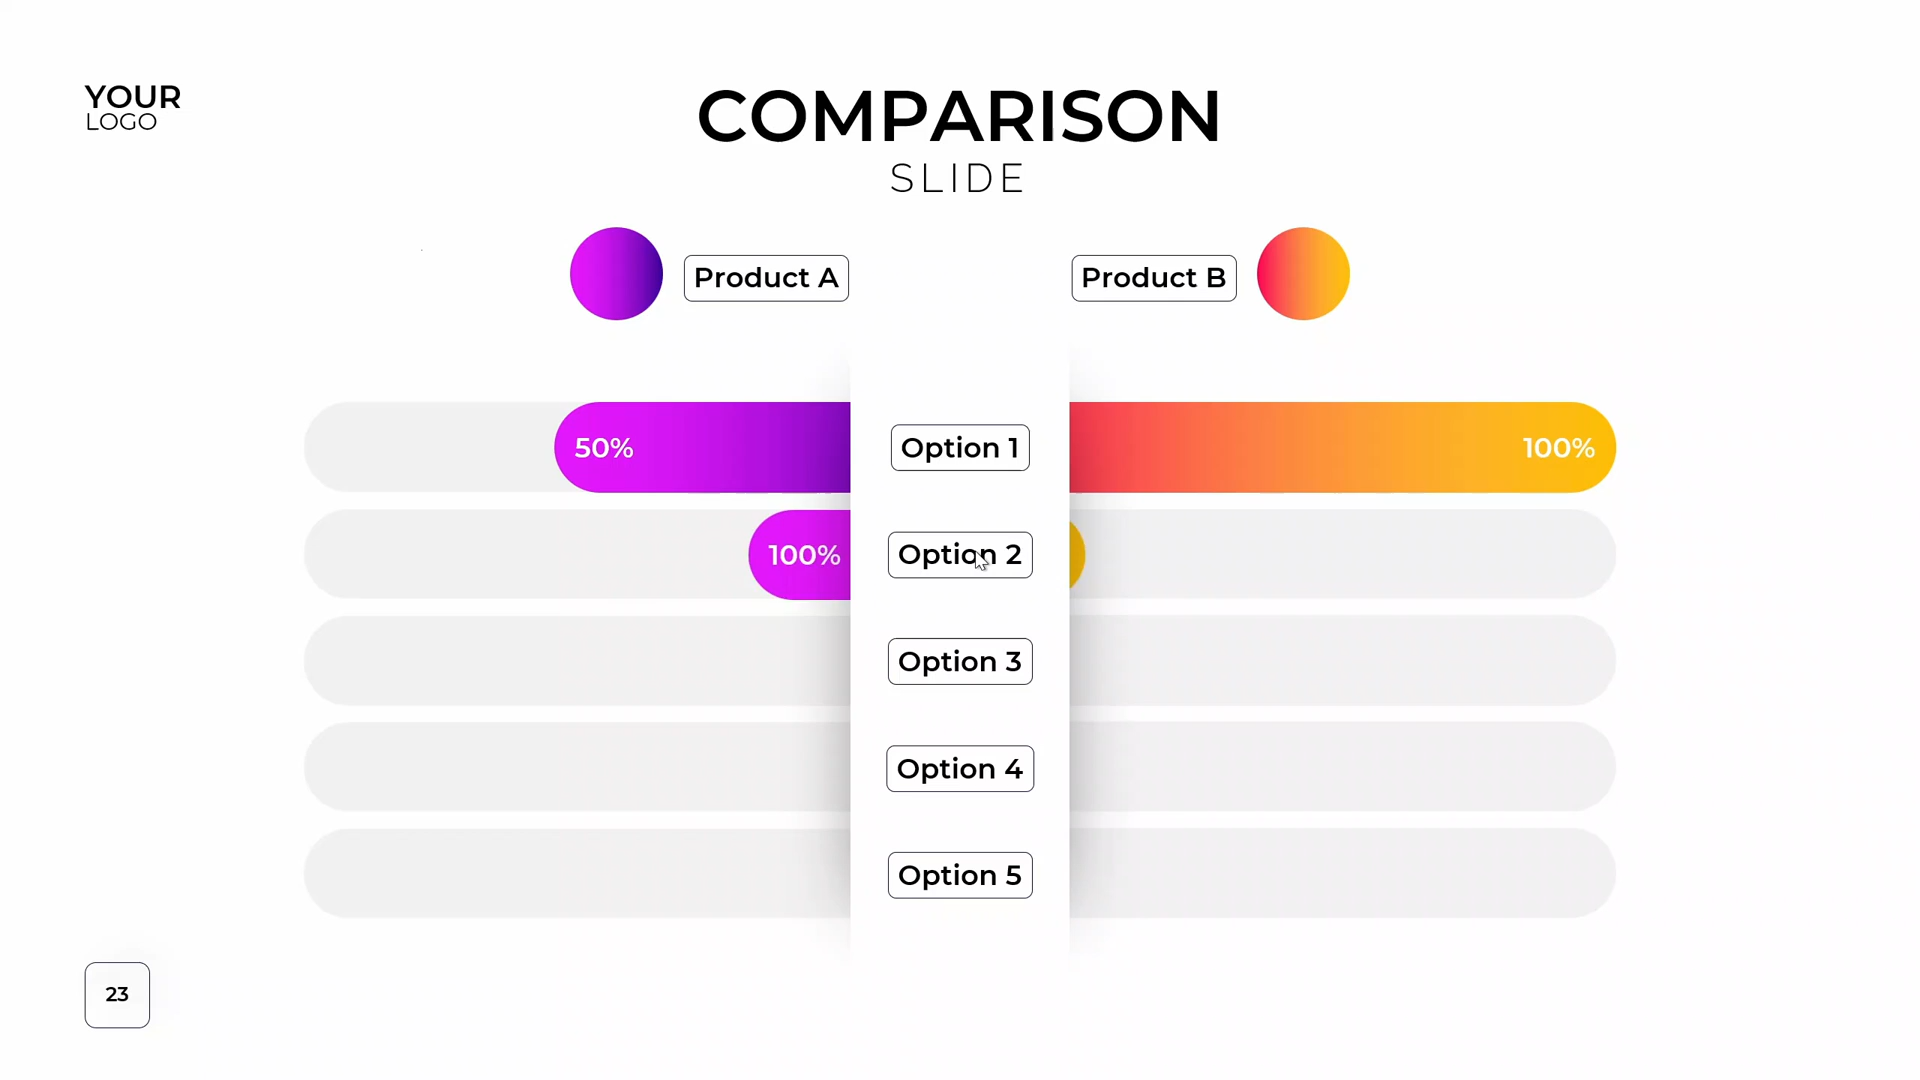 YOUR
LOGO
COMPARISON
SLIDE
Product A
Product B
50%
Option 1
100%
100%
Option 2
Option 3
Option 4
Option 5
23